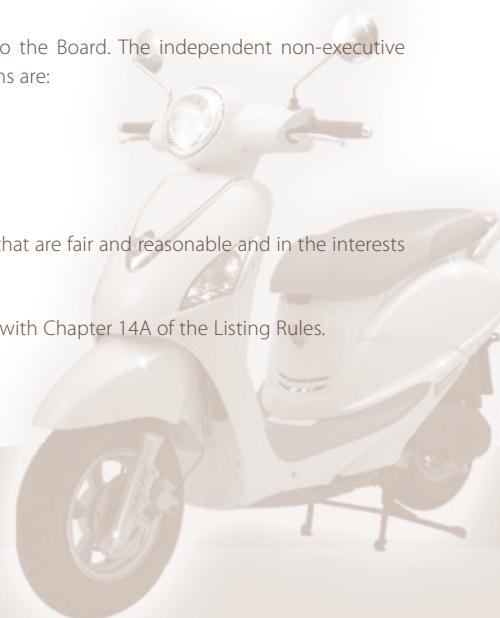 to the Board. The independent non-executive
ns are:
that are fair and reasonable and in the interests
with Chapter 14A of the Listing Rules.